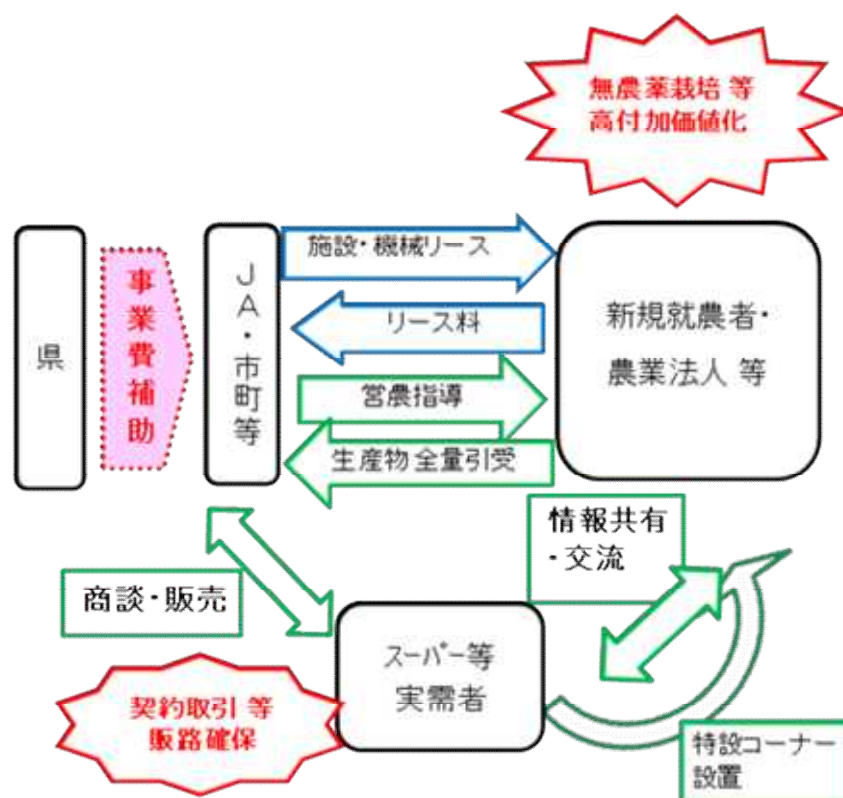 無農薬栽培 等
高付加価値化
県
事業費補助
JA・市町等
施設・機械リース
リース料
営農指導
生産物全量引受
新規就農者・
農業法人 等
情報共有
・交流
商談・販売
スーパー等
実需者
契約取引 等
販路確保
特設コーナー
設置